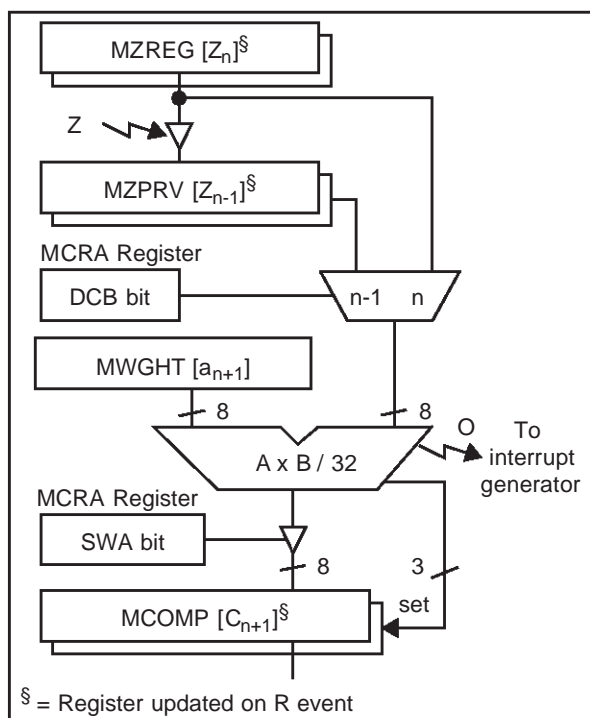 MZREG [Zn]§
Z
MZPRV [Zn-1]§
MCRA Register
DCB bit
n-1 n
MWGHT [an+1]
8 8
O
To
interrupt
generator
A x B / 32
MCRA Register
SWA bit
8 3
set
MCOMP [Cn+1]§
§ = Register updated on R event